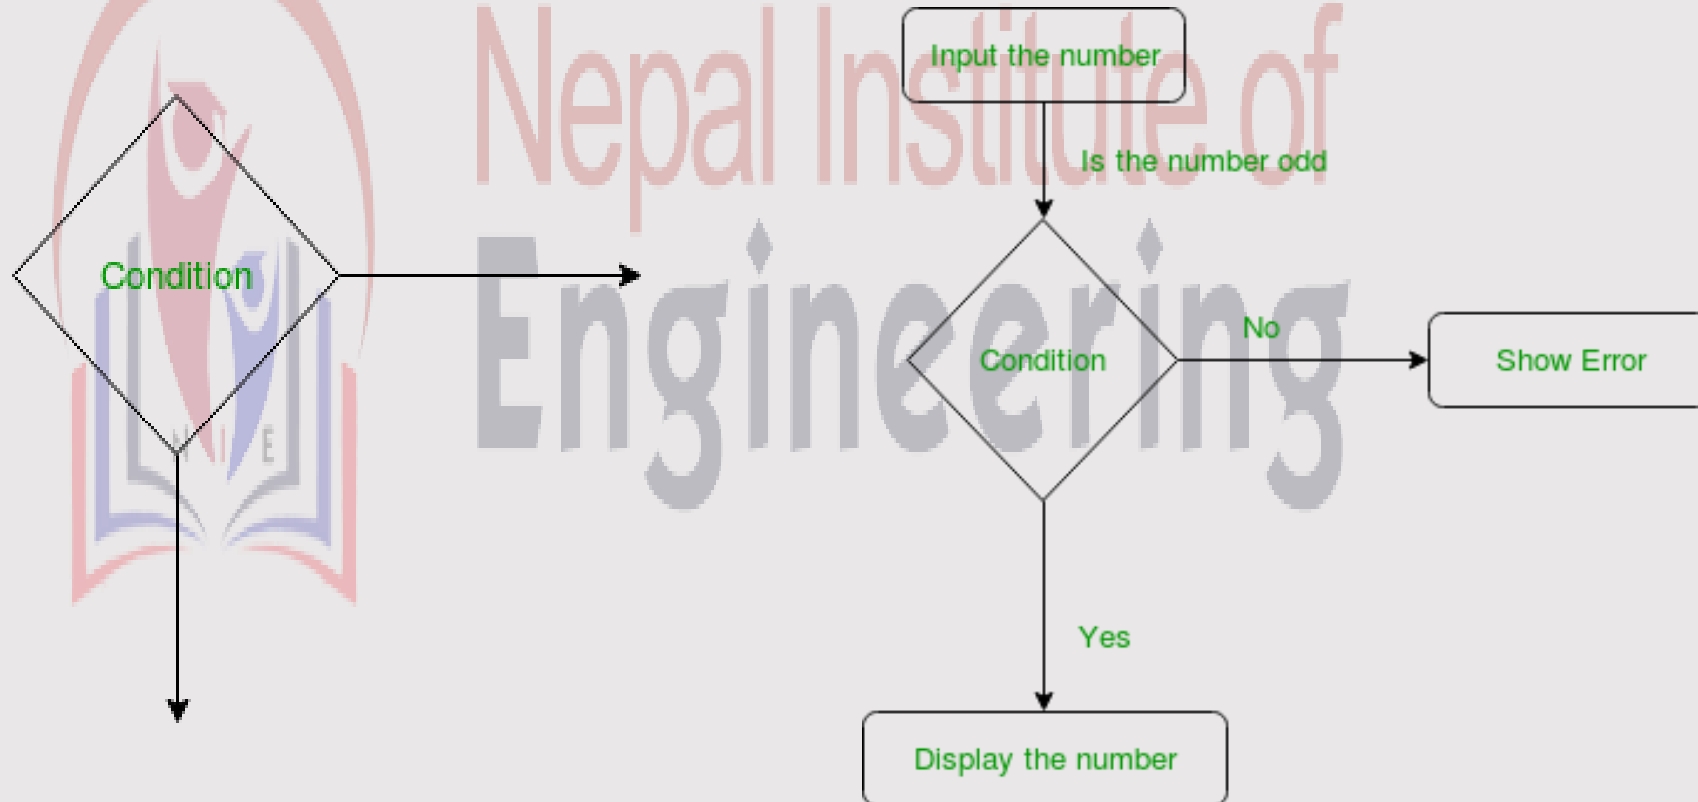 Nepal Institute of
Engineering
N I E
Condition
Input the number
Is the number odd
Condition
No
Show Error
Yes
Display the number